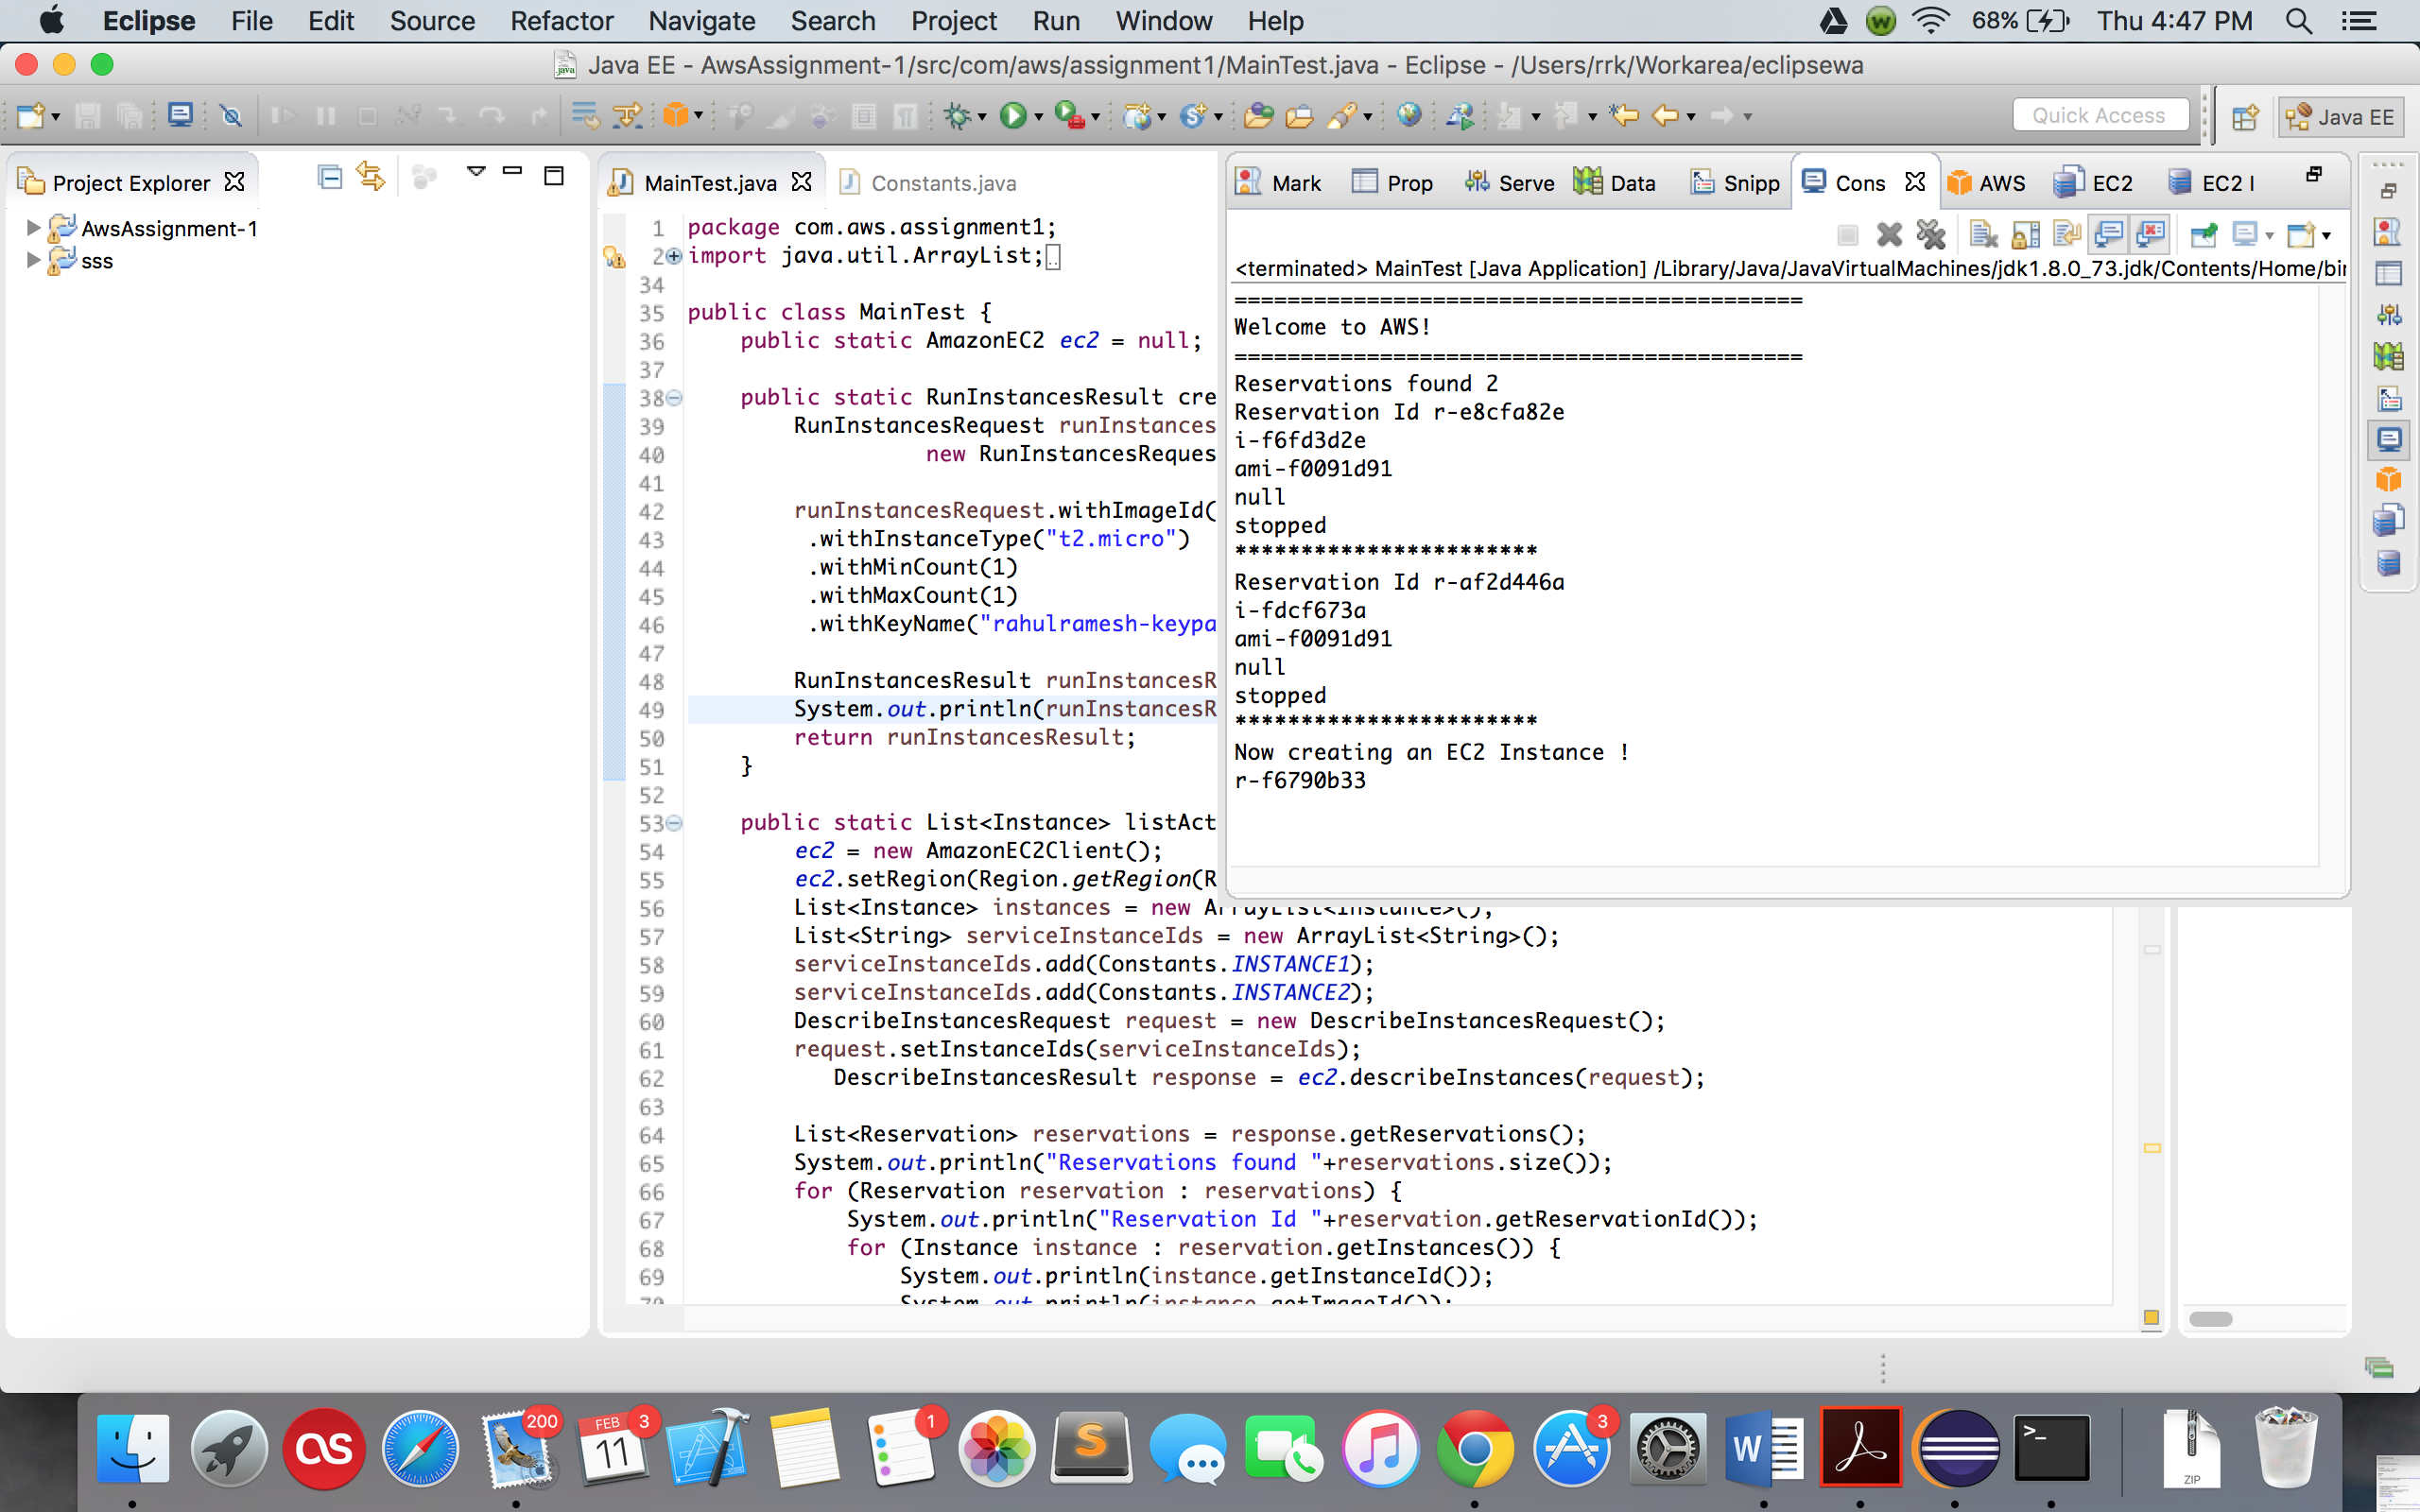 Eclipse File Edit Source Refactor Navigate Search Project Run Window Help 68% Thu 4:47 PM
Java EE - AwsAssignment-1/src/com/aws/assignment1/MainTest.java - Eclipse - /Users/rrk/Workarea/eclipsewa
Quick Access Java EE
Project Explorer
AwsAssignment-1
sss
MainTest.java Constants.java
1 package com.aws.assignment1;
2 import java.util.ArrayList;
34
35 public class MainTest {
36 public static AmazonEC2 ec2 = null;
37
38 public static RunInstancesResult cre
39 RunInstancesRequest runInstances
40 new RunInstancesReques
41
42 runInstancesRequest.withImageId(
43 .withInstanceType("t2.micro")
44 .withMinCount(1)
45 .withMaxCount(1)
46 .withKeyName("rahulramesh-keypa
47
48 RunInstancesResult runInstancesR
49 System.out.println(runInstancesR
50 return runInstancesResult;
51 }
52
53 public static List<Instance> listAct
54 ec2 = new AmazonEC2Client();
55 ec2.setRegion(Region.getRegion(R
56 List<Instance> instances = new ArrayList<Instance>();
57 List<String> serviceInstanceIds = new ArrayList<String>();
58 serviceInstanceIds.add(Constants.INSTANCE1);
59 serviceInstanceIds.add(Constants.INSTANCE2);
60 DescribeInstancesRequest request = new DescribeInstancesRequest();
61 request.setInstanceIds(serviceInstanceIds);
62 DescribeInstancesResult response = ec2.describeInstances(request);
63
64 List<Reservation> reservations = response.getReservations();
65 System.out.println("Reservations found "+reservations.size());
66 for (Reservation reservation : reservations) {
67 System.out.println("Reservation Id "+reservation.getReservationId());
68 for (Instance instance : reservation.getInstances()) {
69 System.out.println(instance.getInstanceId());
70 System.out.println(instance.getImageId());
Mark Prop Serve Data Snipp Cons AWS EC2 EC2 I
<terminated> MainTest [Java Application] /Library/Java/JavaVirtualMachines/jdk1.8.0_73.jdk/Contents/Home/bin
===========================================
Welcome to AWS!
===========================================
Reservations found 2
Reservation Id r-e8cfa82e
i-f6fd3d2e
ami-f0091d91
null
stopped
***********************
Reservation Id r-af2d446a
i-fdcf673a
ami-f0091d91
null
stopped
***********************
Now creating an EC2 Instance !
r-f6790b33
200 FEB 11 3 1 3
ZIP